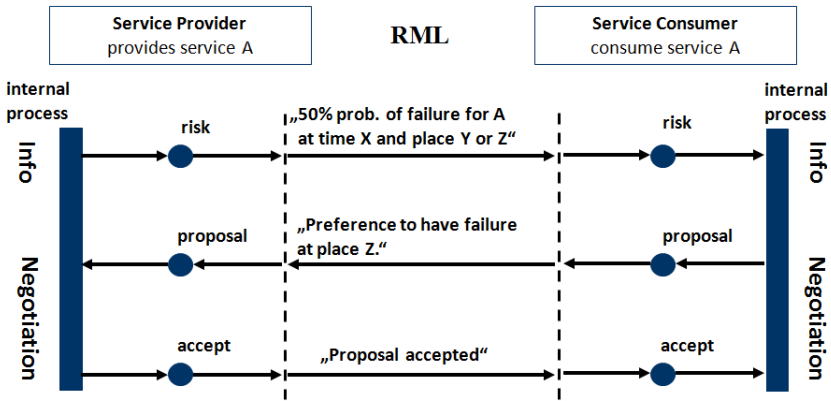 Service Provider
provides service A
RML
Service Consumer
consume service A
internal
process
internal
process
Info
risk
„50% prob. of failure for A
at time X and place Y or Z“
risk
Info
Negotiation
proposal
„Preference to have failure
at place Z.“
proposal
Negotiation
accept
„Proposal accepted“
accept